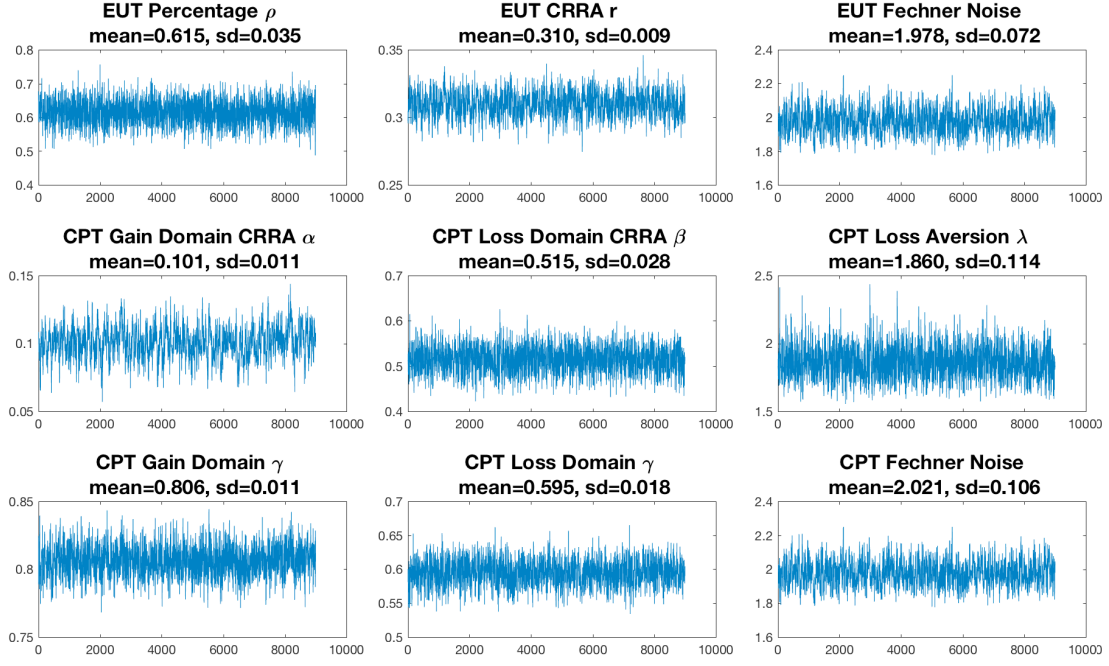 EUT Percentage ρ
mean=0.615, sd=0.035
0.8
0.7
0.6
0.5
0.4
0 2000 4000 6000 8000 10000
EUT CRRA r
mean=0.310, sd=0.009
0.35
0.3
0.25
0 2000 4000 6000 8000 10000
EUT Fechner Noise
mean=1.978, sd=0.072
2.4
2.2
2
1.8
1.6
0 2000 4000 6000 8000 10000
CPT Gain Domain CRRA α
mean=0.101, sd=0.011
0.15
0.1
0.05
0 2000 4000 6000 8000 10000
CPT Loss Domain CRRA β
mean=0.515, sd=0.028
0.7
0.6
0.5
0.4
0 2000 4000 6000 8000 10000
CPT Loss Aversion λ
mean=1.860, sd=0.114
2.5
2
1.5
0 2000 4000 6000 8000 10000
CPT Gain Domain γ
mean=0.806, sd=0.011
0.85
0.8
0.75
0 2000 4000 6000 8000 10000
CPT Loss Domain γ
mean=0.595, sd=0.018
0.7
0.65
0.6
0.55
0.5
0 2000 4000 6000 8000 10000
CPT Fechner Noise
mean=2.021, sd=0.106
2.4
2.2
2
1.8
1.6
0 2000 4000 6000 8000 10000